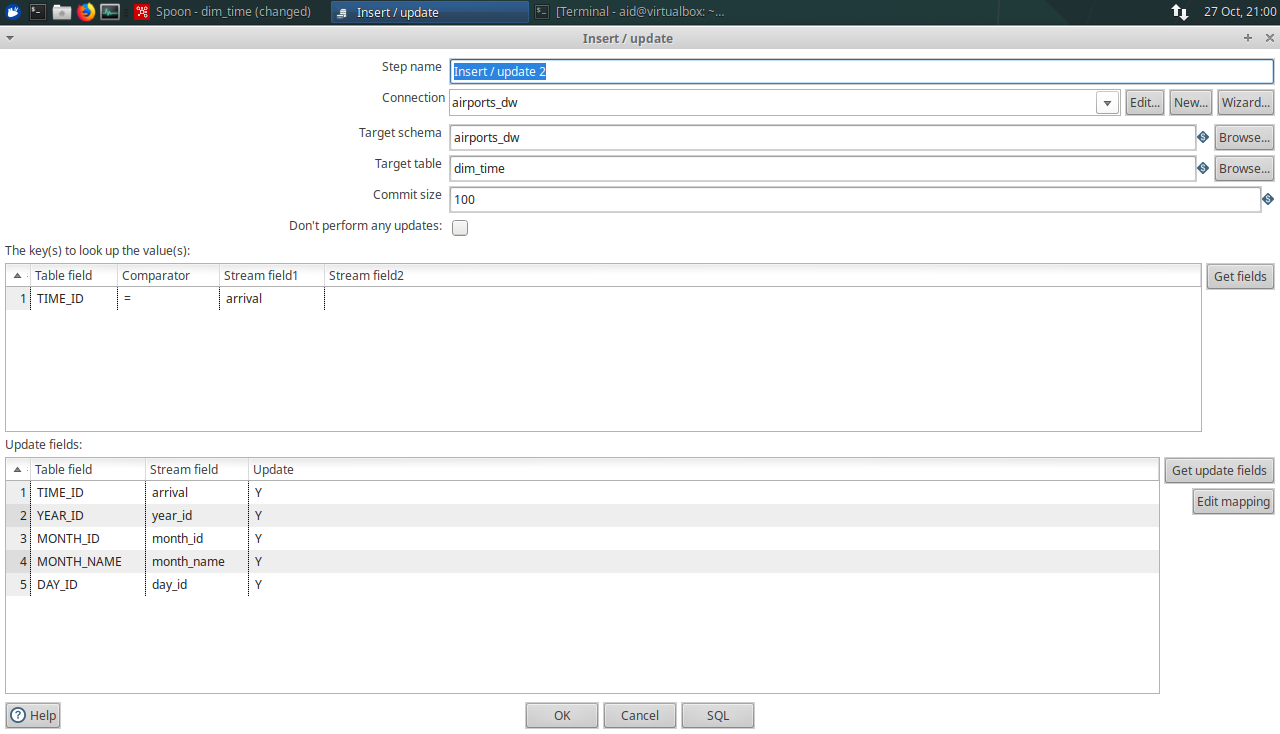 Spoon - dim_time (changed) Insert / update [Terminal - aid@virtualbox: ~... 27 Oct, 21:00
Insert / update
Step name Insert / update 2
Connection airports_dw Edit... New... Wizard...
Target schema airports_dw Browse...
Target table dim_time Browse...
Commit size 100
Don't perform any updates:
The key(s) to look up the value(s):
Table field Comparator Stream field1 Stream field2 Get fields
1 TIME_ID = arrival
Update fields:
Table field Stream field Update Get update fields
1 TIME_ID arrival Y
Edit mapping
2 YEAR_ID year_id Y
3 MONTH_ID month_id Y
4 MONTH_NAME month_name Y
5 DAY_ID day_id Y
Help OK Cancel SQL